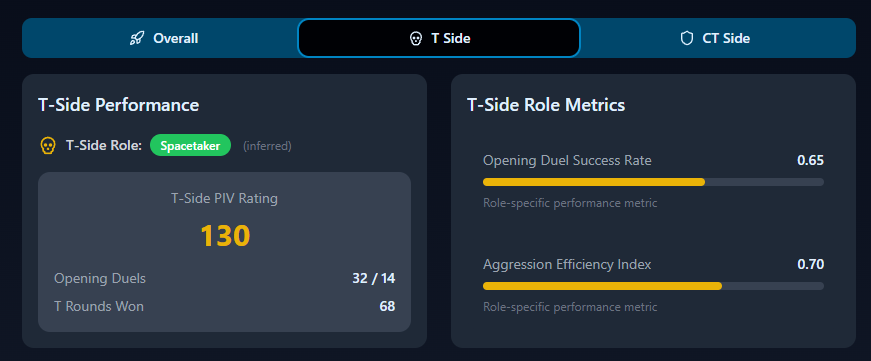 Overall
T Side
CT Side
T-Side Performance
T-Side Role: Spacetaker (inferred)
T-Side PIV Rating
130
Opening Duels 32 / 14
T Rounds Won 68
T-Side Role Metrics
Opening Duel Success Rate 0.65
Role-specific performance metric
Aggression Efficiency Index 0.70
Role-specific performance metric